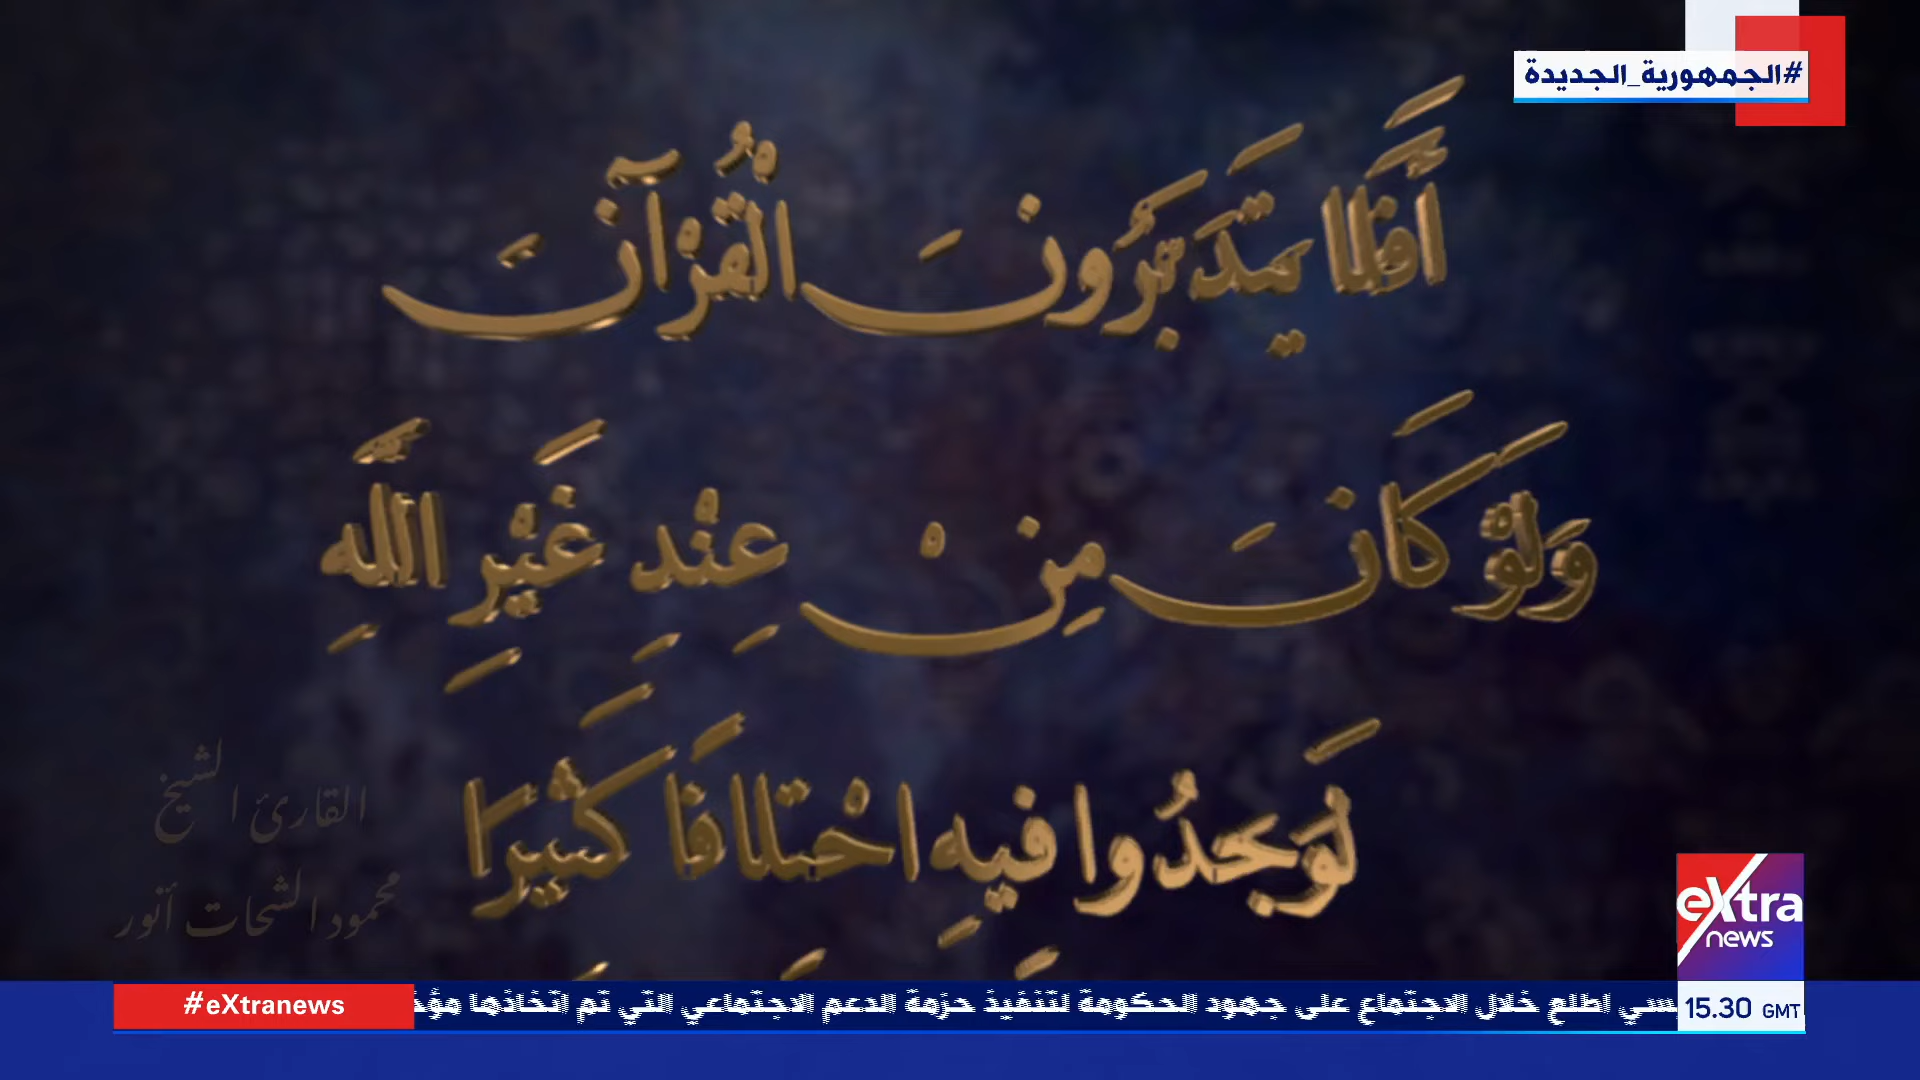 #الجمهورية_الجديدة
أَفَلَا يَتَدَبَّرُونَ الْقُرْآنَ
وَلَوْ كَانَ مِنْ عِنْدِ غَيْرِ اللَّهِ
لَوَجَدُوا فِيهِ اخْتِلَافًا كَثِيرًا
القارئ الشيخ
محمود الشحات أنور
eXtra
news
#eXtranews
سي اطلع خلال الاجتماع على جهود الحكومة لتنفيذ حزمة الدعم الاجتماعي التي تم اتخاذها
15.30 GMT